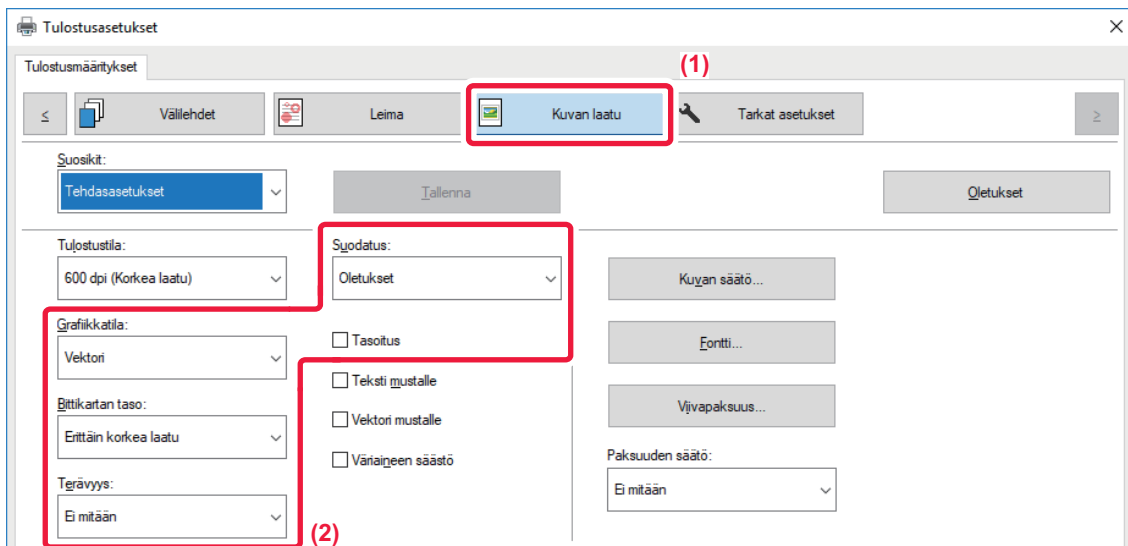 Tulostusasetukset
Tulostusmääritykset
(1)
<
Välilehdet
Leima
Kuvan laatu
Tarkat asetukset
>
Suosikit:
Tehdasasetukset
Tallenna
Oletukset
Tulostustila:
600 dpi (Korkea laatu)
Suodatus:
Oletukset
Kuvan säätö...
Grafiikkatila:
Vektori
Tasoitus
Fontti...
Teksti mustalle
Bittikartan taso:
Erittäin korkea laatu
Vektori mustalle
Viivapaksuus...
Väriaineen säästö
Terävyys:
Ei mitään
Paksuuden säätö:
Ei mitään
(2)